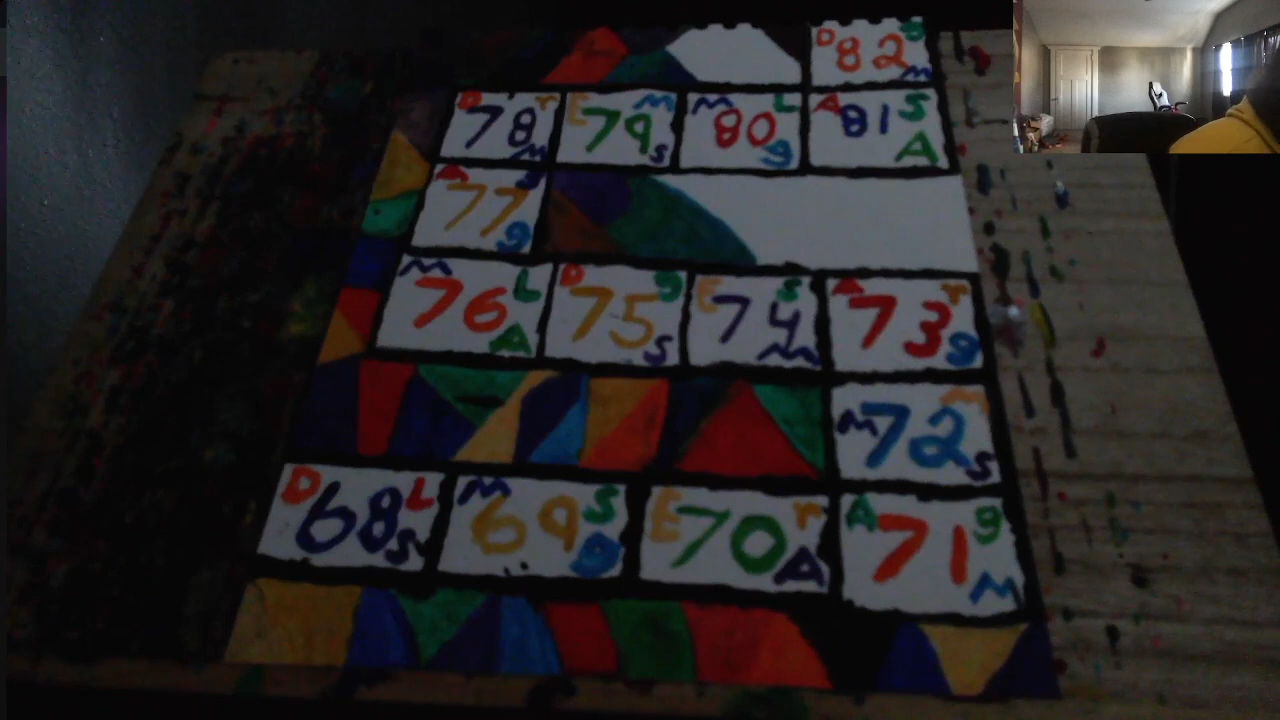 D 82 g m
D 78 r m E 79 m s m 80 L g A 81 S A
A 77 s g
m 76 L A D 75 g s E 74 s m A 73 r g
m 72 m s
D 68 L s m 69 S g E 70 r A A 71 g m